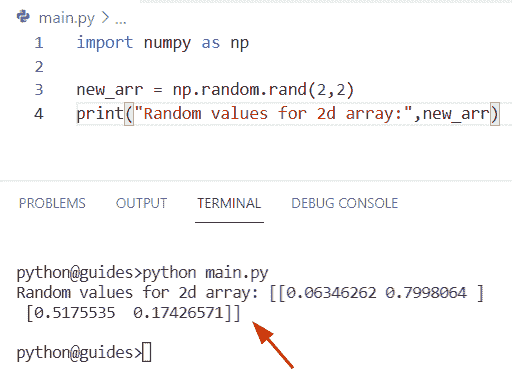 main.py > ...
1 import numpy as np
2
3 new_arr = np.random.rand(2,2)
4 print("Random values for 2d array:",new_arr)
PROBLEMS OUTPUT TERMINAL DEBUG CONSOLE
python@guides>python main.py
Random values for 2d array: [[0.06346262 0.7998064 ]
[0.5175535  0.17426571]]
python@guides>